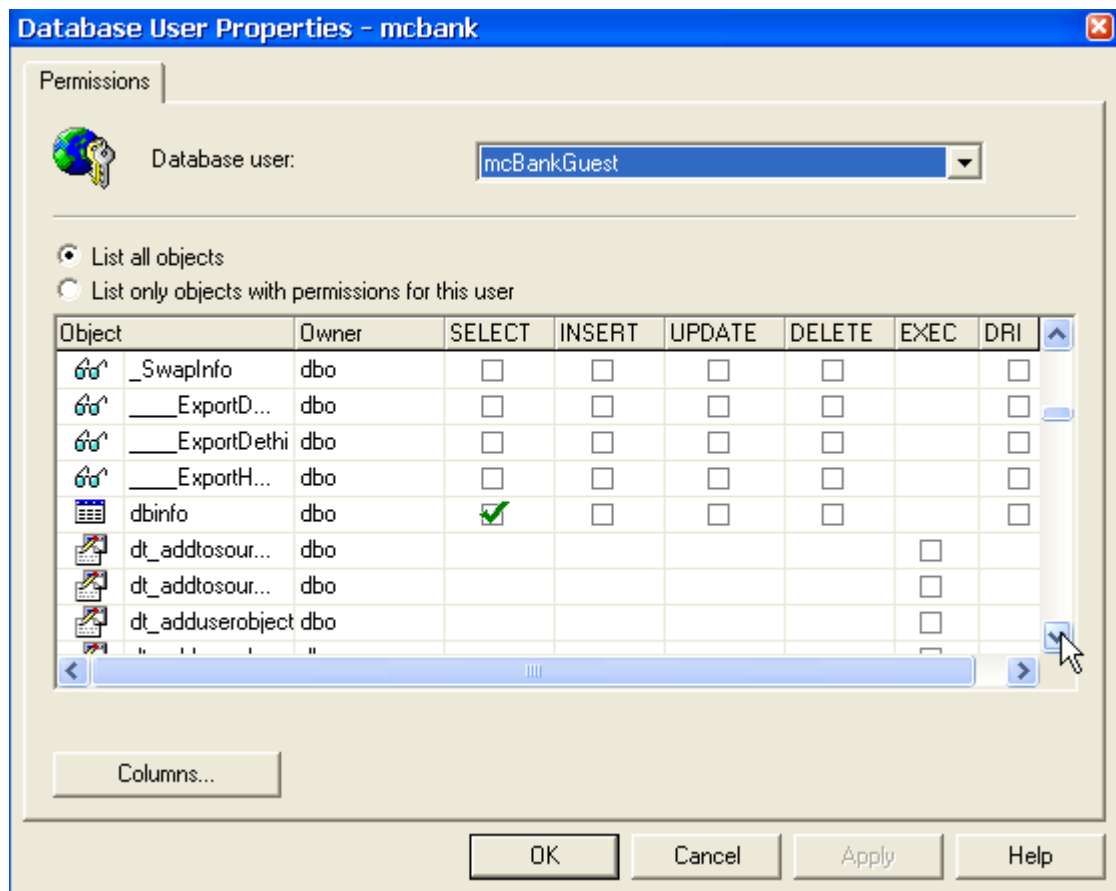 Database User Properties - mcbank
Permissions
Database user: mcBankGuest
List all objects
List only objects with permissions for this user
Object Owner SELECT INSERT UPDATE DELETE EXEC DRI
_SwapInfo dbo
____ExportD... dbo
____ExportDethi dbo
____ExportH... dbo
dbinfo dbo
dt_addtosour... dbo
dt_addtosour... dbo
dt_adduserobject dbo
Columns...
OK Cancel Apply Help